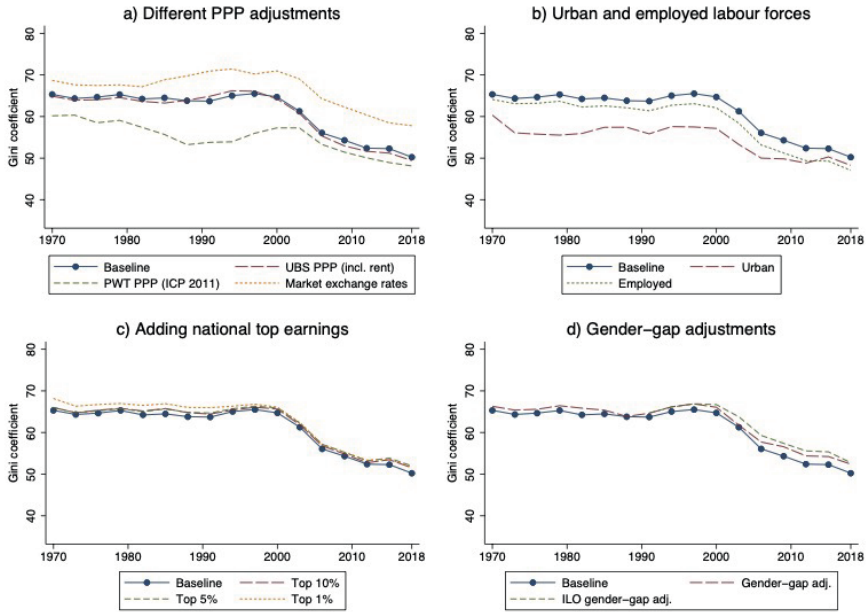 a) Different PPP adjustments
Gini coefficient
80
70
60
50
40
1970 1980 1990 2000 2010 2018
Baseline UBS PPP (incl. rent)
PWT PPP (ICP 2011) Market exchange rates
b) Urban and employed labour forces
Gini coefficient
80
70
60
50
40
1970 1980 1990 2000 2010 2018
Baseline Urban
Employed
c) Adding national top earnings
Gini coefficient
80
70
60
50
40
1970 1980 1990 2000 2010 2018
Baseline Top 10%
Top 5% Top 1%
d) Gender-gap adjustments
Gini coefficient
80
70
60
50
40
1970 1980 1990 2000 2010 2018
Baseline Gender-gap adj.
ILO gender-gap adj.